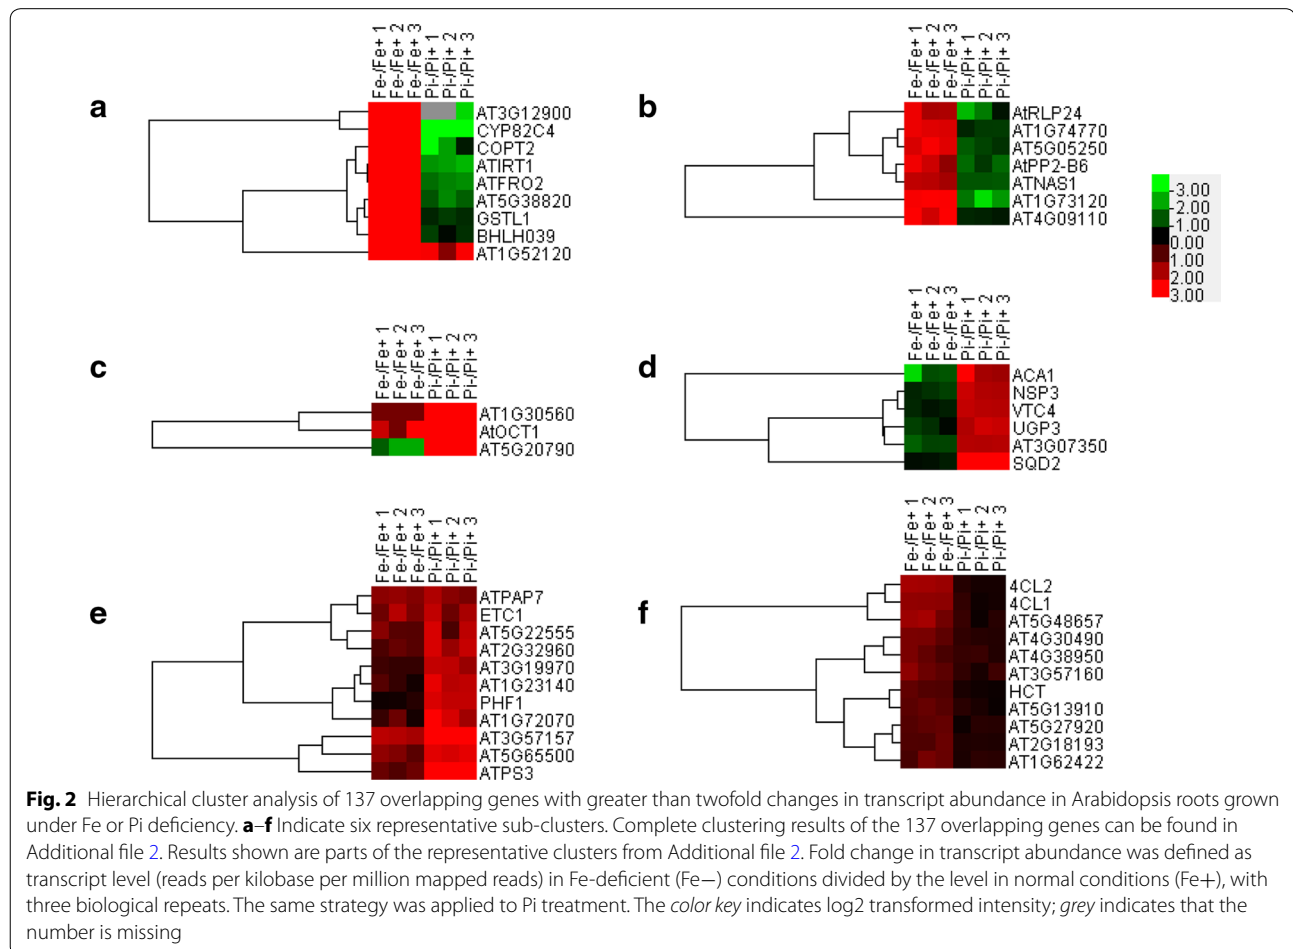 a
Fe-/Fe+ 1
Fe-/Fe+ 2
Fe-/Fe+ 3
Pi-/Pi+ 1
Pi-/Pi+ 2
Pi-/Pi+ 3
AT3G12900
CYP82C4
COPT2
ATIRT1
ATFRO2
AT5G38820
GSTL1
BHLH039
AT1G52120
b
Fe-/Fe+ 1
Fe-/Fe+ 2
Fe-/Fe+ 3
Pi-/Pi+ 1
Pi-/Pi+ 2
Pi-/Pi+ 3
AtRLP24
AT1G74770
AT5G05250
AtPP2-B6
ATNAS1
AT1G73120
AT4G09110
-3.00
-2.00
-1.00
0.00
1.00
2.00
3.00
c
Fe-/Fe+ 1
Fe-/Fe+ 2
Fe-/Fe+ 3
Pi-/Pi+ 1
Pi-/Pi+ 2
Pi-/Pi+ 3
AT1G30560
AtOCT1
AT5G20790
d
Fe-/Fe+ 1
Fe-/Fe+ 2
Fe-/Fe+ 3
Pi-/Pi+ 1
Pi-/Pi+ 2
Pi-/Pi+ 3
ACA1
NSP3
VTC4
UGP3
AT3G07350
SQD2
e
Fe-/Fe+ 1
Fe-/Fe+ 2
Fe-/Fe+ 3
Pi-/Pi+ 1
Pi-/Pi+ 2
Pi-/Pi+ 3
ATPAP7
ETC1
AT5G22555
AT2G32960
AT3G19970
AT1G23140
PHF1
AT1G72070
AT3G57157
AT5G65500
ATPS3
f
Fe-/Fe+ 1
Fe-/Fe+ 2
Fe-/Fe+ 3
Pi-/Pi+ 1
Pi-/Pi+ 2
Pi-/Pi+ 3
4CL2
4CL1
AT5G48657
AT4G30490
AT4G38950
AT3G57160
HCT
AT5G13910
AT5G27920
AT2G18193
AT1G62422
Fig. 2 Hierarchical cluster analysis of 137 overlapping genes with greater than twofold changes in transcript abundance in Arabidopsis roots grown
under Fe or Pi deficiency. a–f Indicate six representative sub-clusters. Complete clustering results of the 137 overlapping genes can be found in
Additional file 2. Results shown are parts of the representative clusters from Additional file 2. Fold change in transcript abundance was defined as
transcript level (reads per kilobase per million mapped reads) in Fe-deficient (Fe−) conditions divided by the level in normal conditions (Fe+), with
three biological repeats. The same strategy was applied to Pi treatment. The color key indicates log2 transformed intensity; grey indicates that the
number is missing